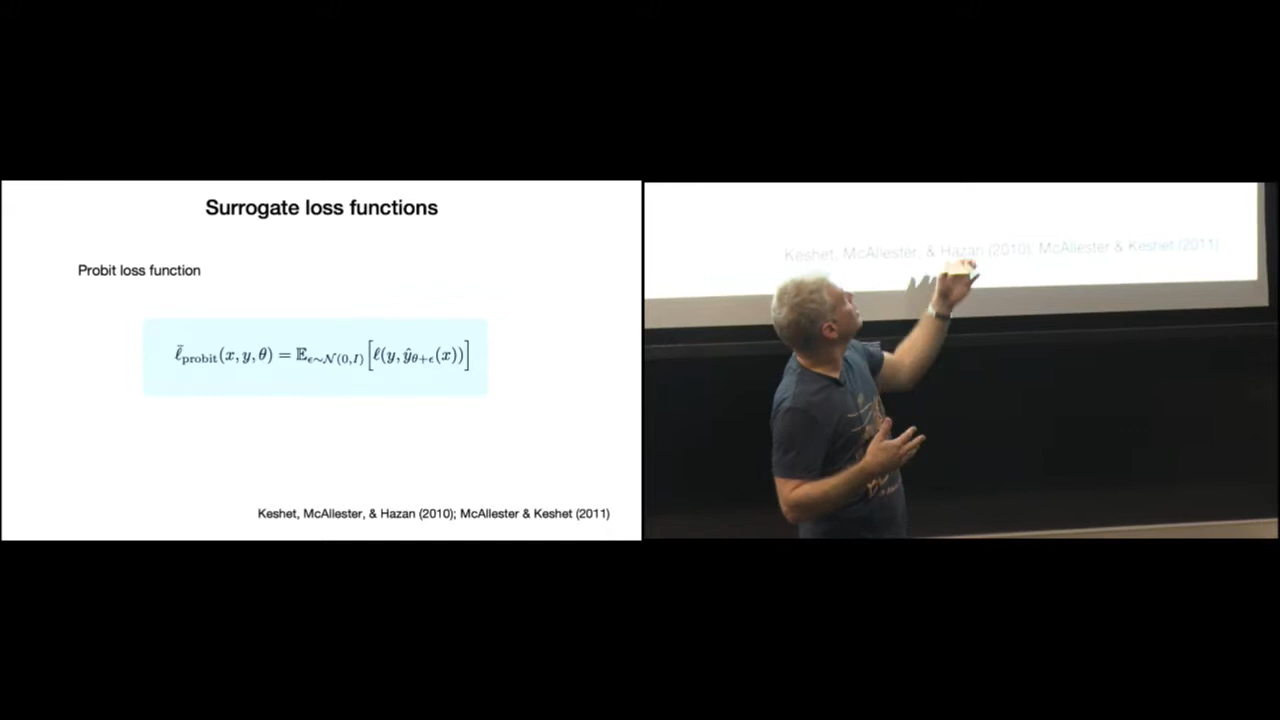 Surrogate loss functions
Probit loss function
ℓ̄_probit(x, y, θ) = 𝔼_{ϵ∼𝒩(0,I)}[ℓ(y, ŷ_{θ+ϵ}(x))]
Keshet, McAllester, & Hazan (2010); McAllester & Keshet (2011)
Keshet, McAllester, & Hazan (2010); McAllester & Keshet (2011)